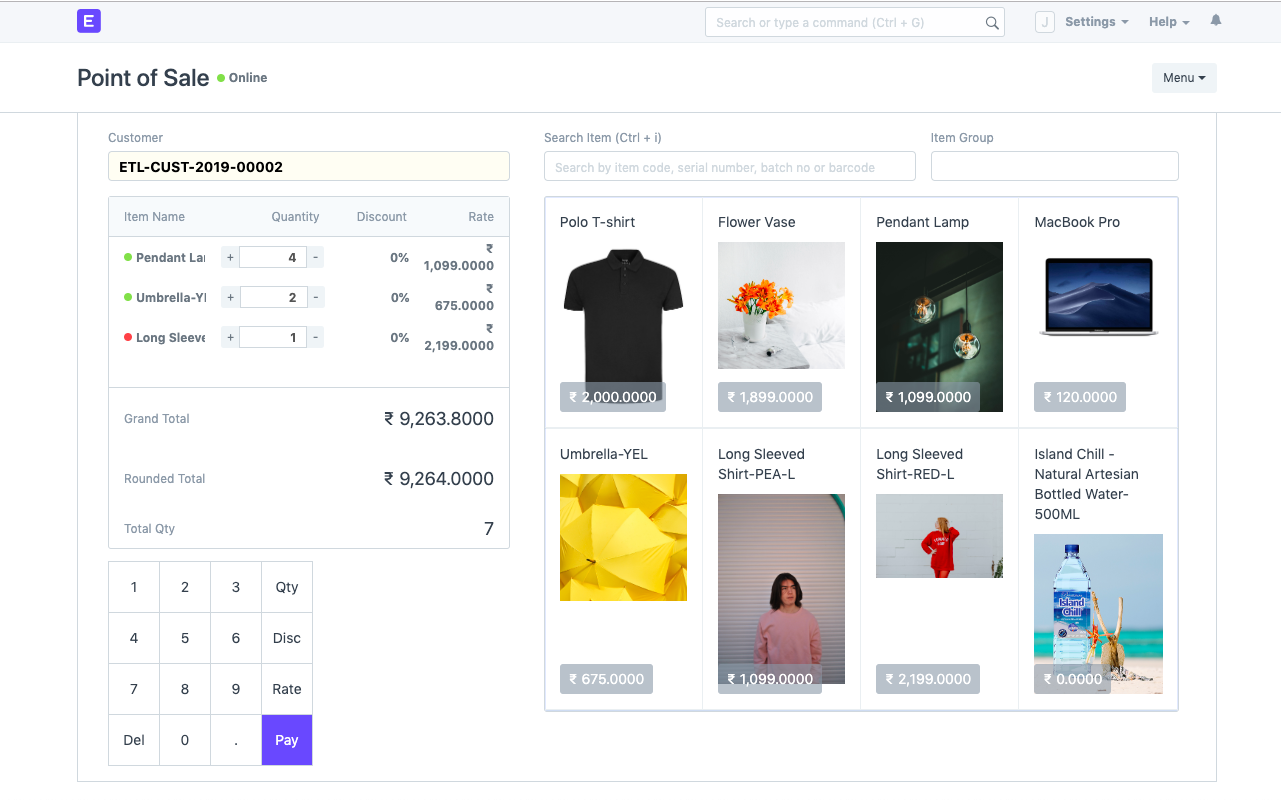 E
Search or type a command (Ctrl + G)
J Settings Help
Point of Sale Online
Menu
Customer
ETL-CUST-2019-00002
Item Name Quantity Discount Rate
Pendant Lar + 4 - 0% ₹ 1,099.0000
Umbrella-YI + 2 - 0% ₹ 675.0000
Long Sleeve + 1 - 0% ₹ 2,199.0000
Grand Total ₹ 9,263.8000
Rounded Total ₹ 9,264.0000
Total Qty 7
1 2 3 Qty
4 5 6 Disc
7 8 9 Rate
Del 0 . Pay
Search Item (Ctrl + i)
Search by item code, serial number, batch no or barcode
Item Group
Polo T-shirt
₹ 2,000.0000
Flower Vase
₹ 1,899.0000
Pendant Lamp
₹ 1,099.0000
MacBook Pro
₹ 120.0000
Umbrella-YEL
₹ 675.0000
Long Sleeved
Shirt-PEA-L
₹ 1,099.0000
Long Sleeved
Shirt-RED-L
₹ 2,199.0000
Island Chill -
Natural Artesian
Bottled Water-
500ML
Island
Chill
₹ 0.0000